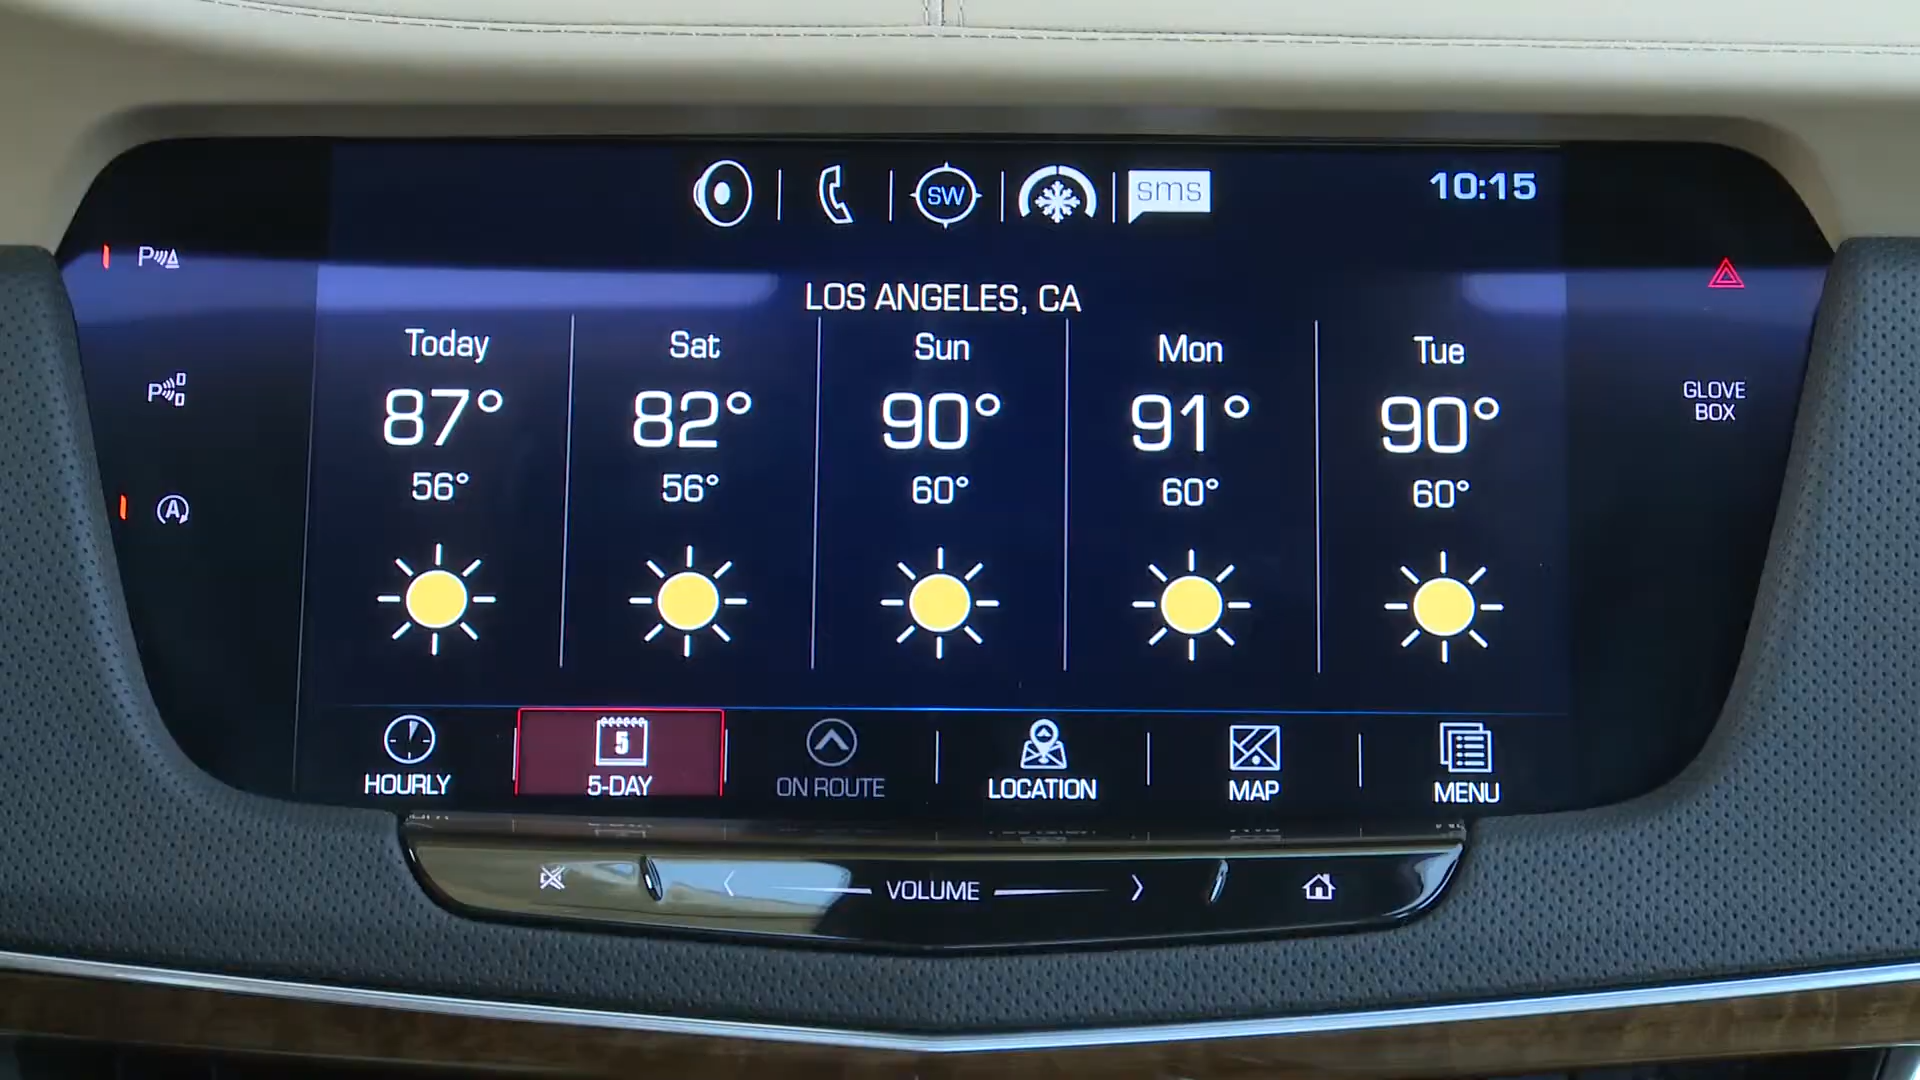 SW
sms
10:15
P
LOS ANGELES, CA
Today Sat Sun Mon Tue
87° 82° 90° 91° 90°
56° 56° 60° 60° 60°
P
GLOVE
BOX
A
5
HOURLY 5-DAY ON ROUTE LOCATION MAP MENU
VOLUME